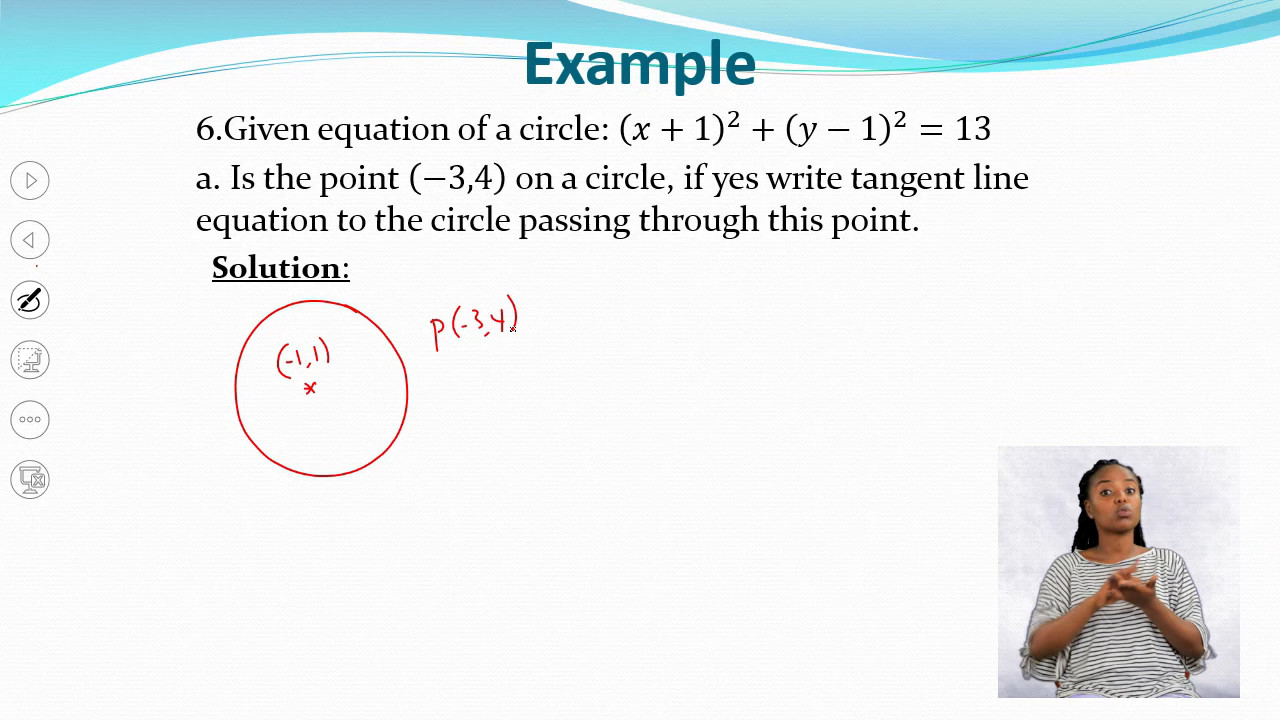 Example
6.Given equation of a circle: (x + 1)² + (y − 1)² = 13
a. Is the point (−3,4) on a circle, if yes write tangent line
equation to the circle passing through this point.
Solution:
p(-3,4)
(-1,1)